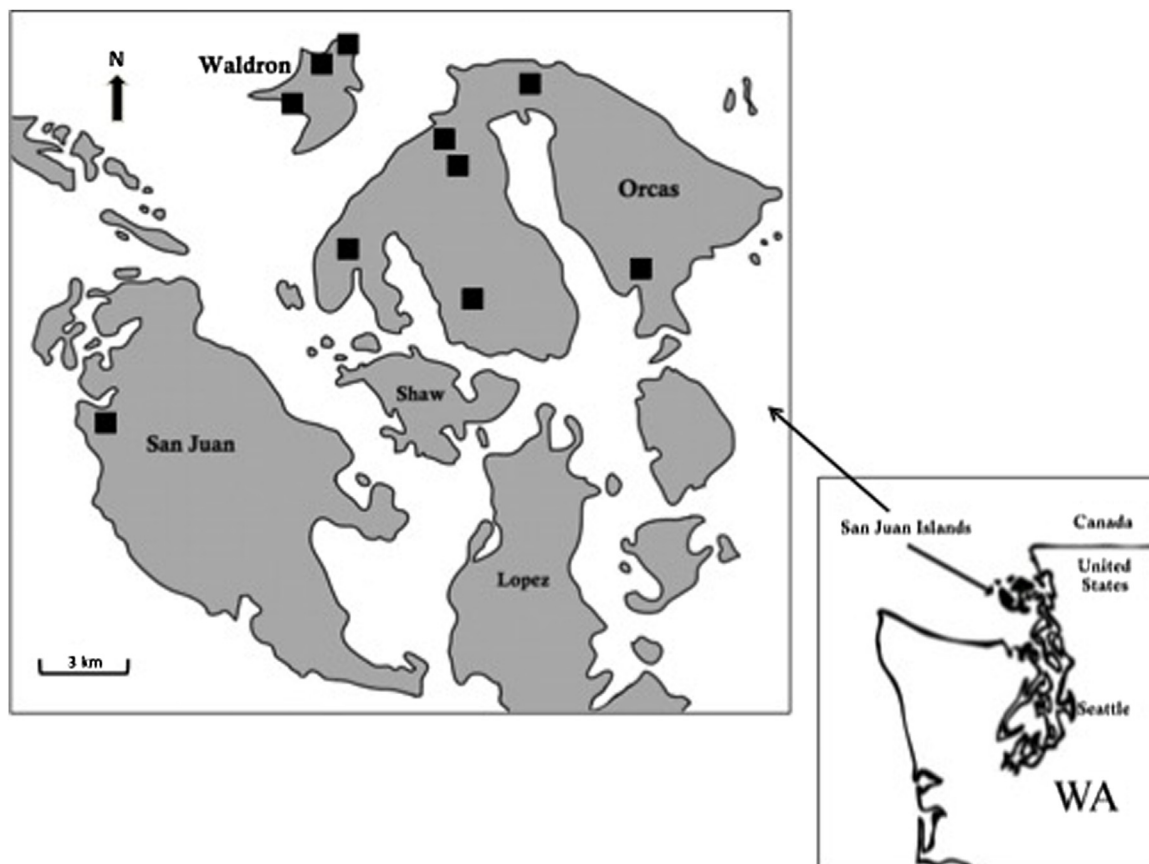 N
Waldron
Orcas
Shaw
San Juan
Lopez
3 km
San Juan Islands
Canada
United
States
Seattle
WA